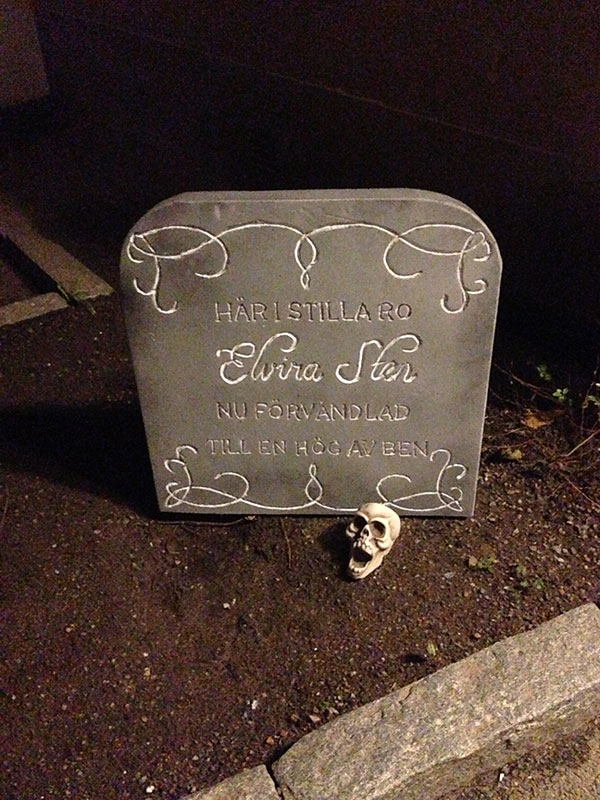 HÄR I STILLA RO
Elvira Sten
NU FÖRVANDLAD
TILL EN HÖG AV BEN